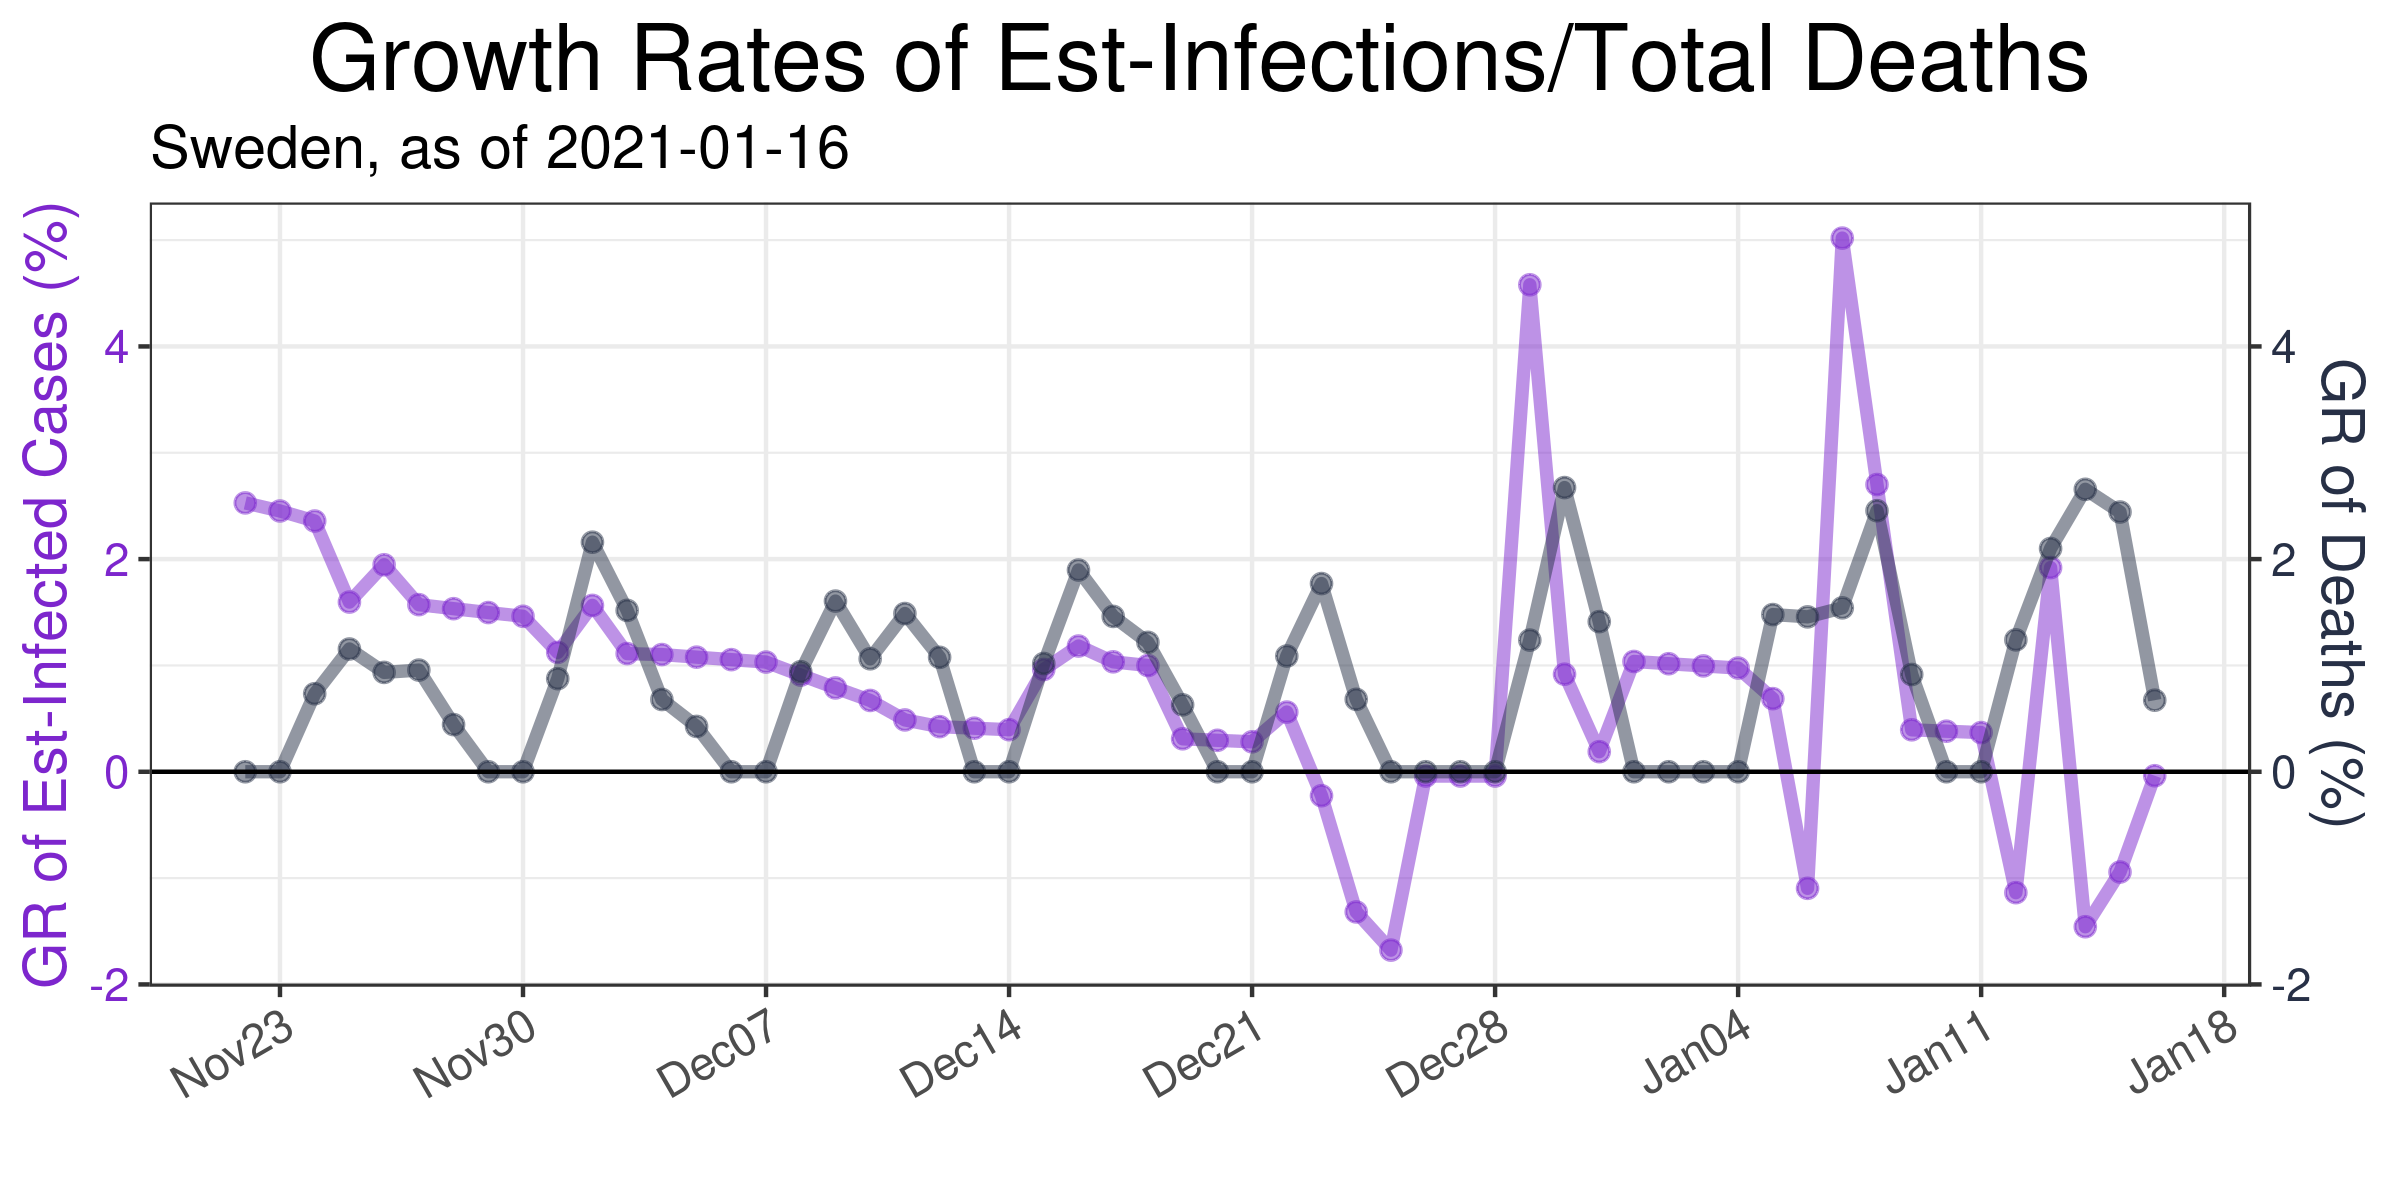 Growth Rates of Est-Infections/Total Deaths
Sweden, as of 2021-01-16
GR of Est-Infected Cases (%)
4
2
0
-2
4
2
0
-2
GR of Deaths (%)
Nov23
Nov30
Dec07
Dec14
Dec21
Dec28
Jan04
Jan11
Jan18